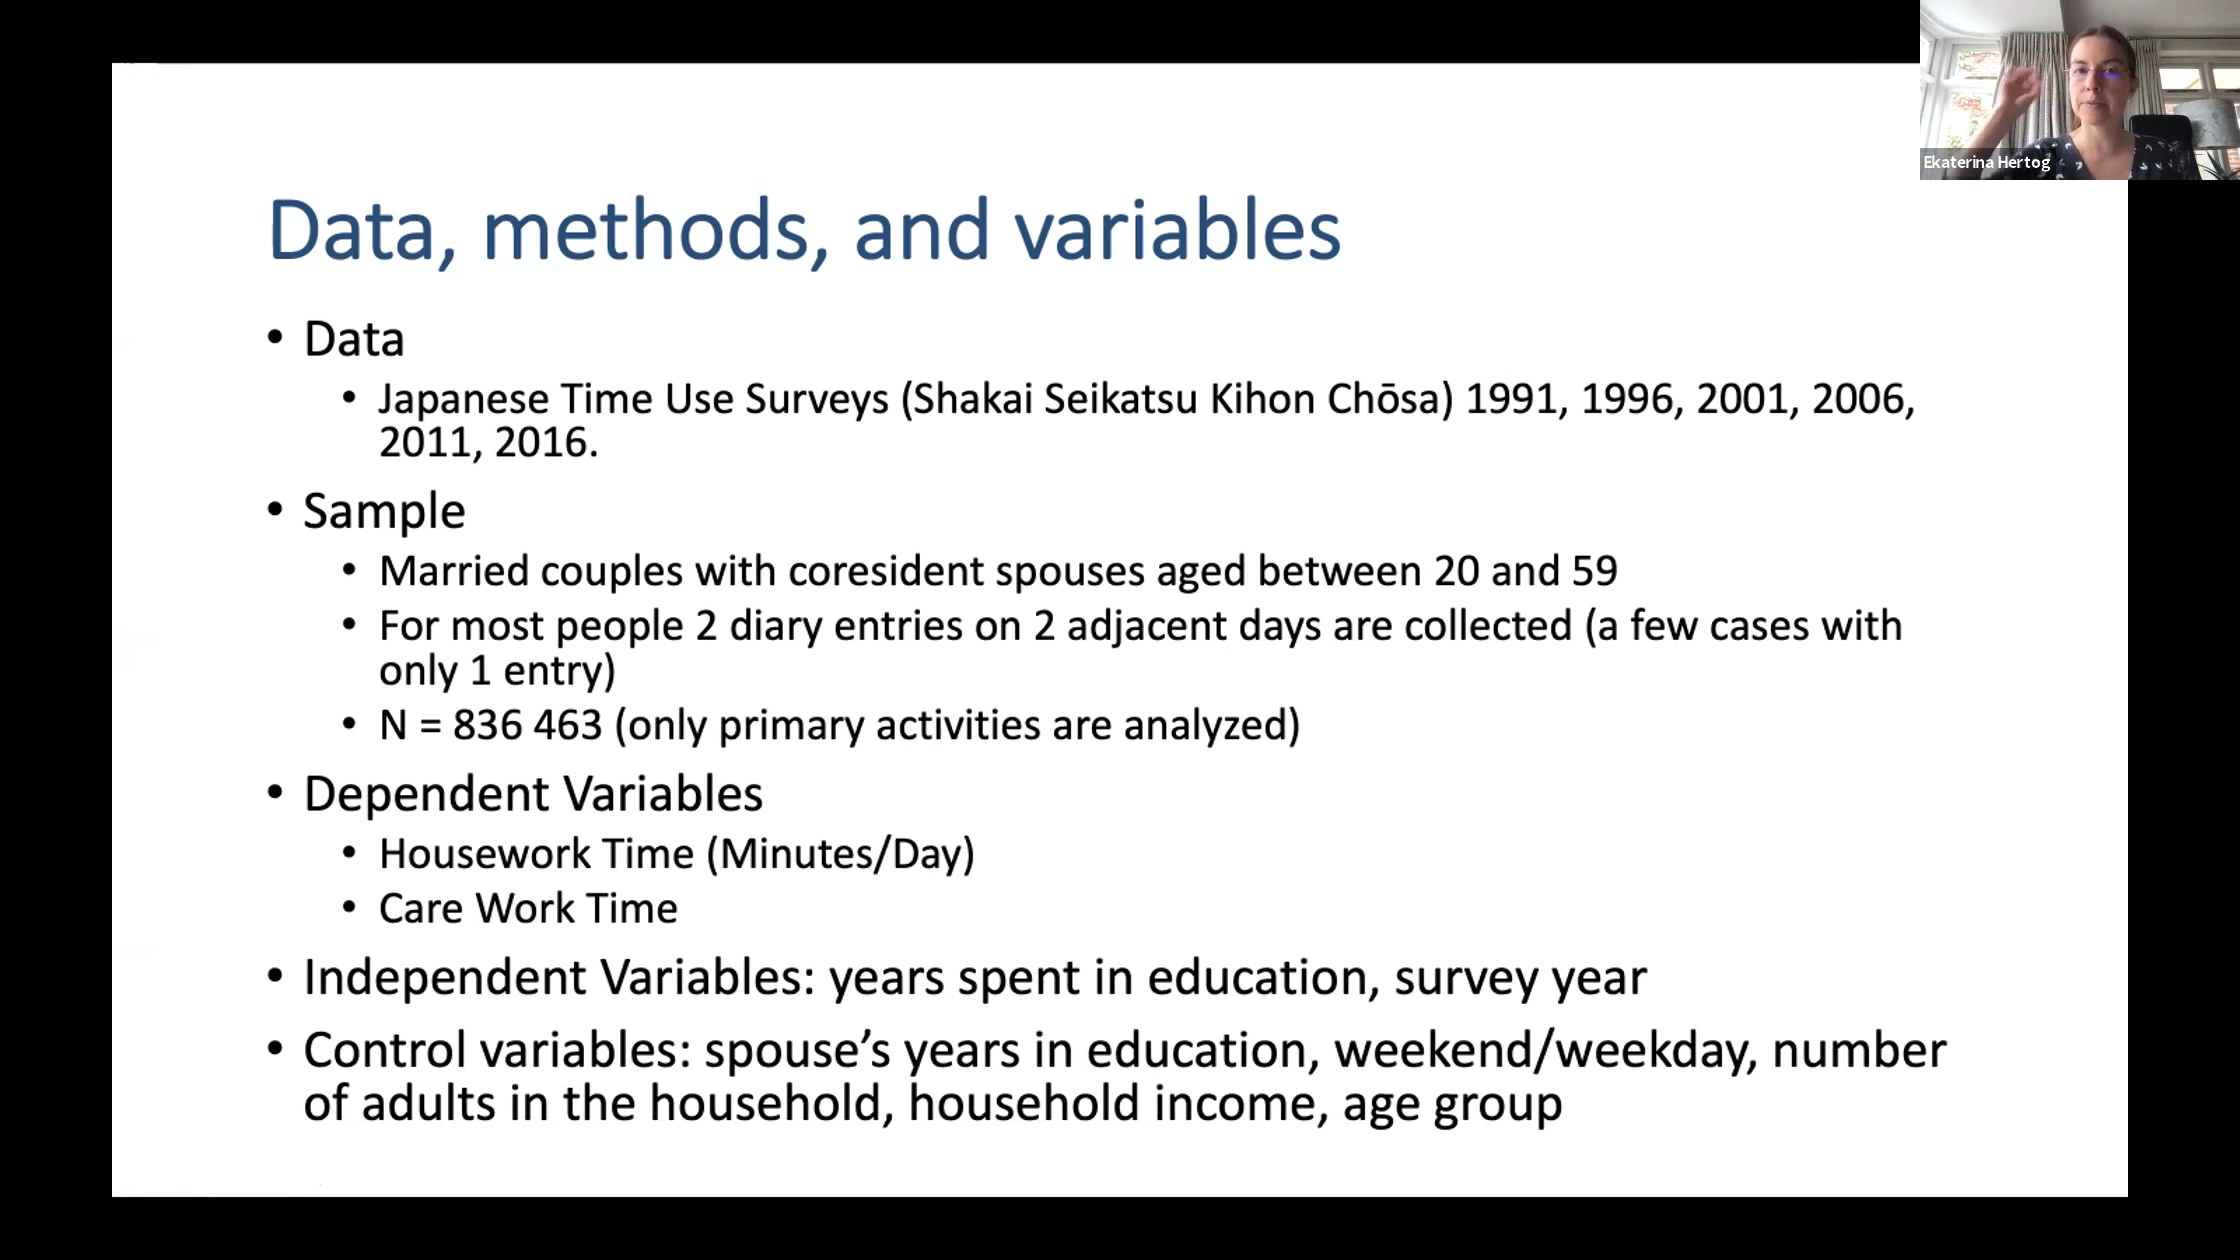 Ekaterina Hertog
Data, methods, and variables
• Data
• Japanese Time Use Surveys (Shakai Seikatsu Kihon Chōsa) 1991, 1996, 2001, 2006,
2011, 2016.
• Sample
• Married couples with coresident spouses aged between 20 and 59
• For most people 2 diary entries on 2 adjacent days are collected (a few cases with
only 1 entry)
• N = 836 463 (only primary activities are analyzed)
• Dependent Variables
• Housework Time (Minutes/Day)
• Care Work Time
• Independent Variables: years spent in education, survey year
• Control variables: spouse’s years in education, weekend/weekday, number
of adults in the household, household income, age group